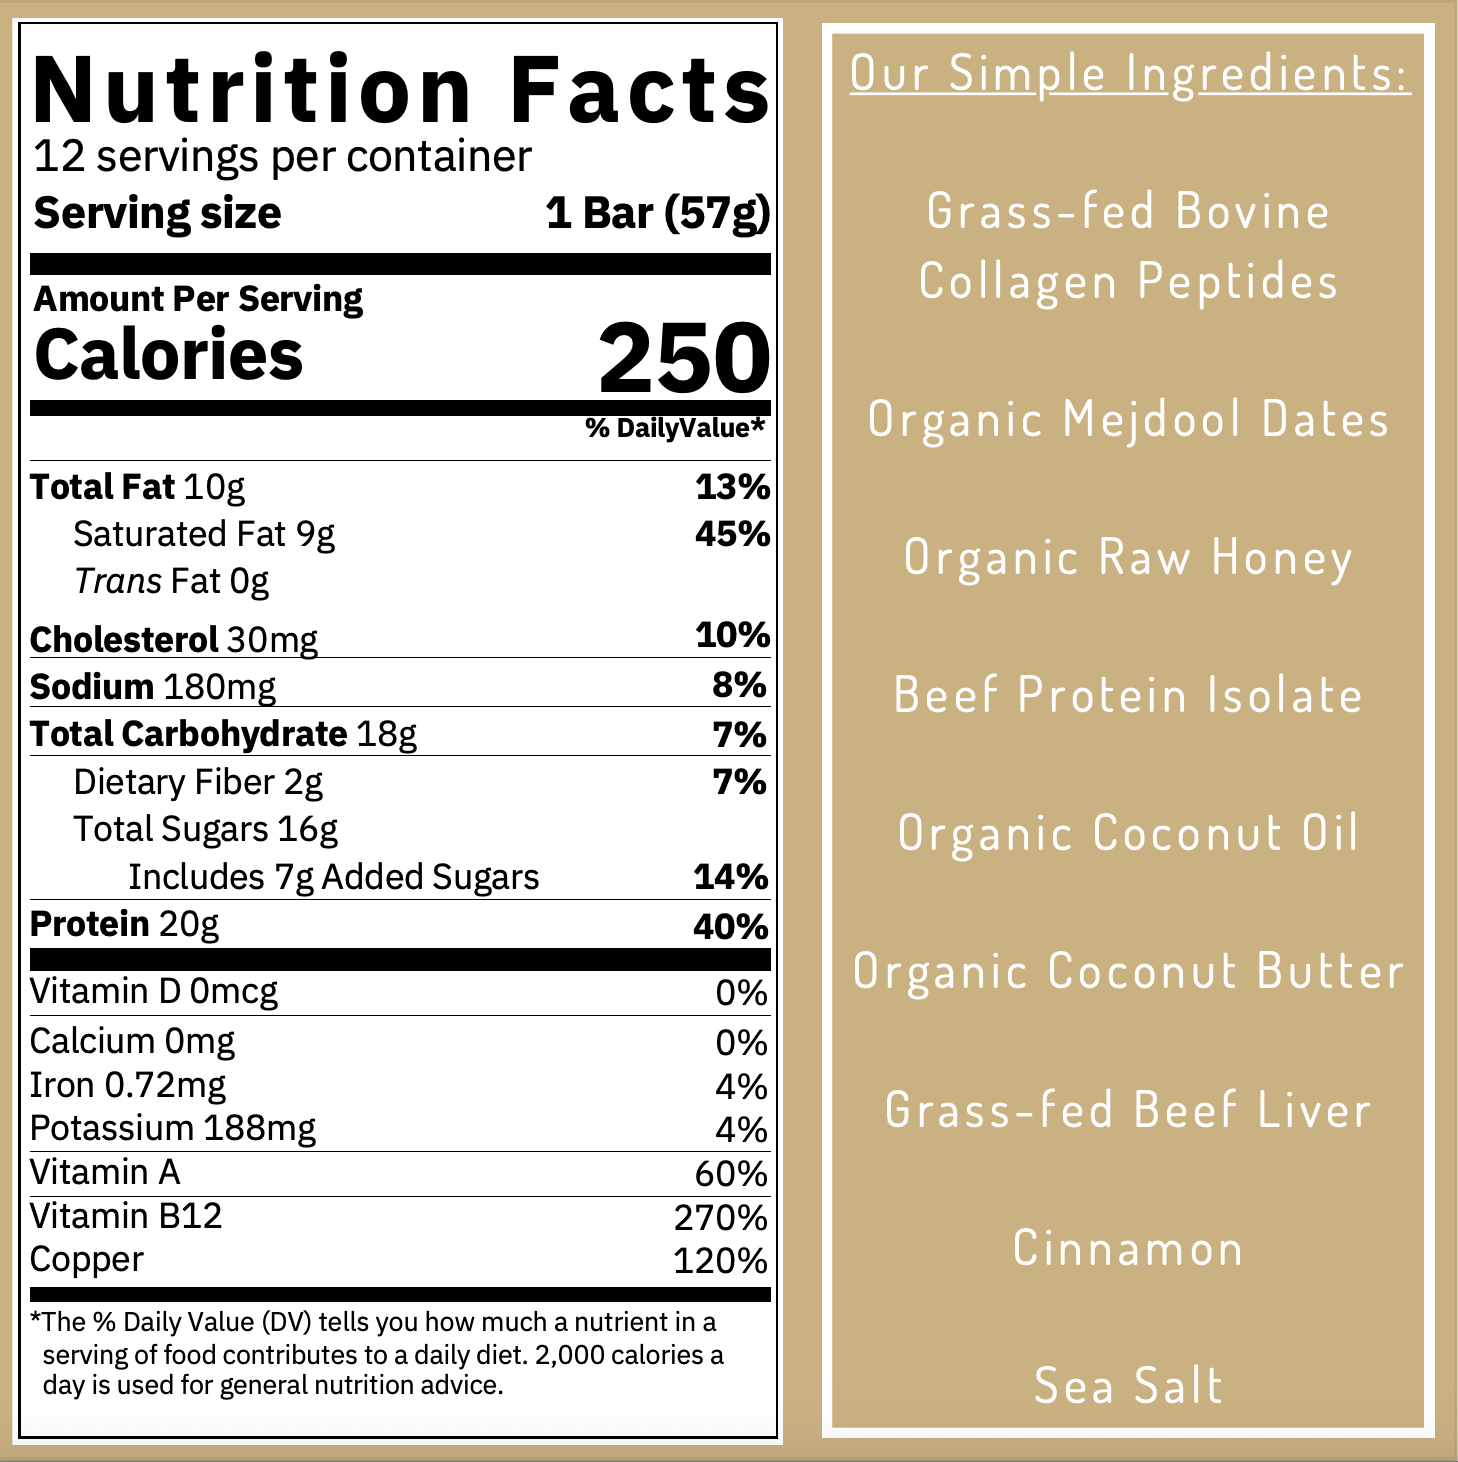 Nutrition Facts
12 servings per container
Serving size 1 Bar (57g)
Amount Per Serving
Calories 250
% DailyValue*
Total Fat 10g 13%
Saturated Fat 9g 45%
Trans Fat 0g
Cholesterol 30mg 10%
Sodium 180mg 8%
Total Carbohydrate 18g 7%
Dietary Fiber 2g 7%
Total Sugars 16g
Includes 7g Added Sugars 14%
Protein 20g 40%
Vitamin D 0mcg 0%
Calcium 0mg 0%
Iron 0.72mg 4%
Potassium 188mg 4%
Vitamin A 60%
Vitamin B12 270%
Copper 120%
*The % Daily Value (DV) tells you how much a nutrient in a
serving of food contributes to a daily diet. 2,000 calories a
day is used for general nutrition advice.
Our Simple Ingredients:
Grass-fed Bovine
Collagen Peptides
Organic Mejdool Dates
Organic Raw Honey
Beef Protein Isolate
Organic Coconut Oil
Organic Coconut Butter
Grass-fed Beef Liver
Cinnamon
Sea Salt